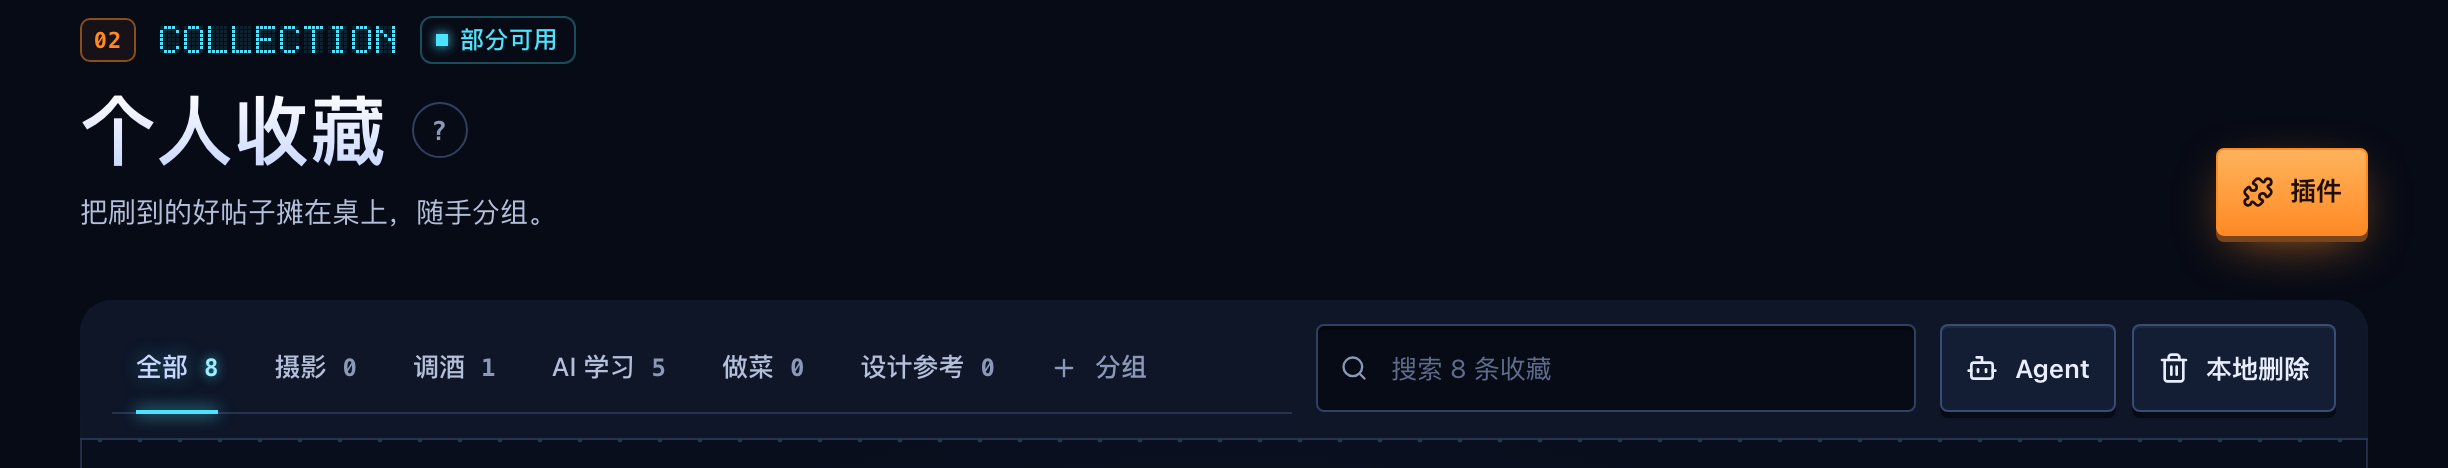 02 COLLECTION 部分可用
个人收藏 ?
把刷到的好帖子摊在桌上，随手分组。
插件
全部 8 摄影 0 调酒 1 AI 学习 5 做菜 0 设计参考 0 + 分组 搜索 8 条收藏 Agent 本地删除